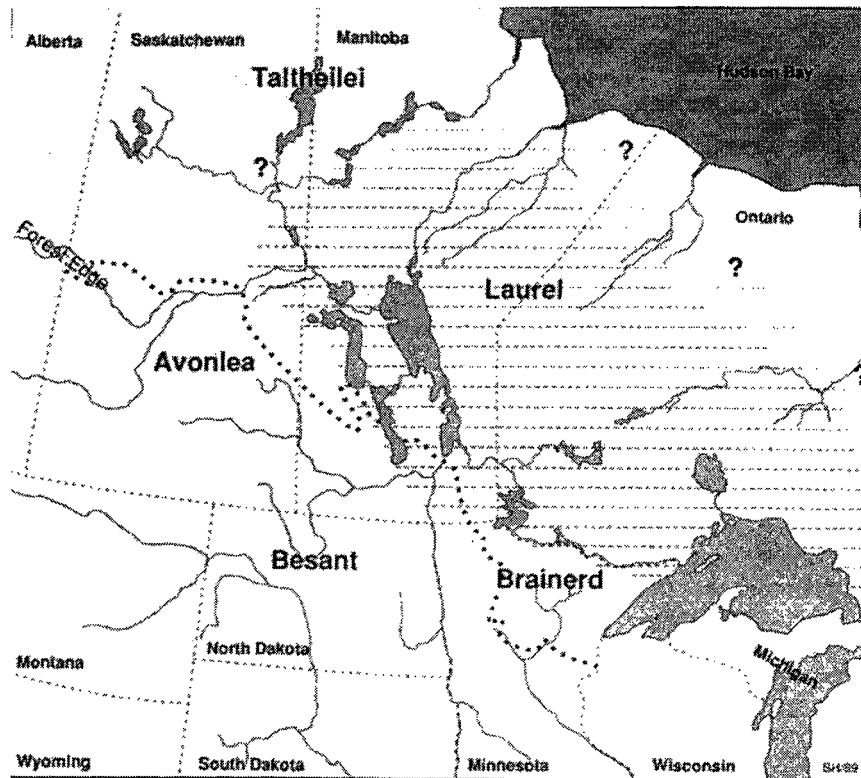 Alberta
Saskatchewan
Manitoba
Taltheilei
Hudson Bay
?
?
Ontario
Forest Edge
?
Laurel
Avonlea
?
Besant
Brainerd
North Dakota
Montana
Michigan
Wyoming
South Dakota
Minnesota
Wisconsin